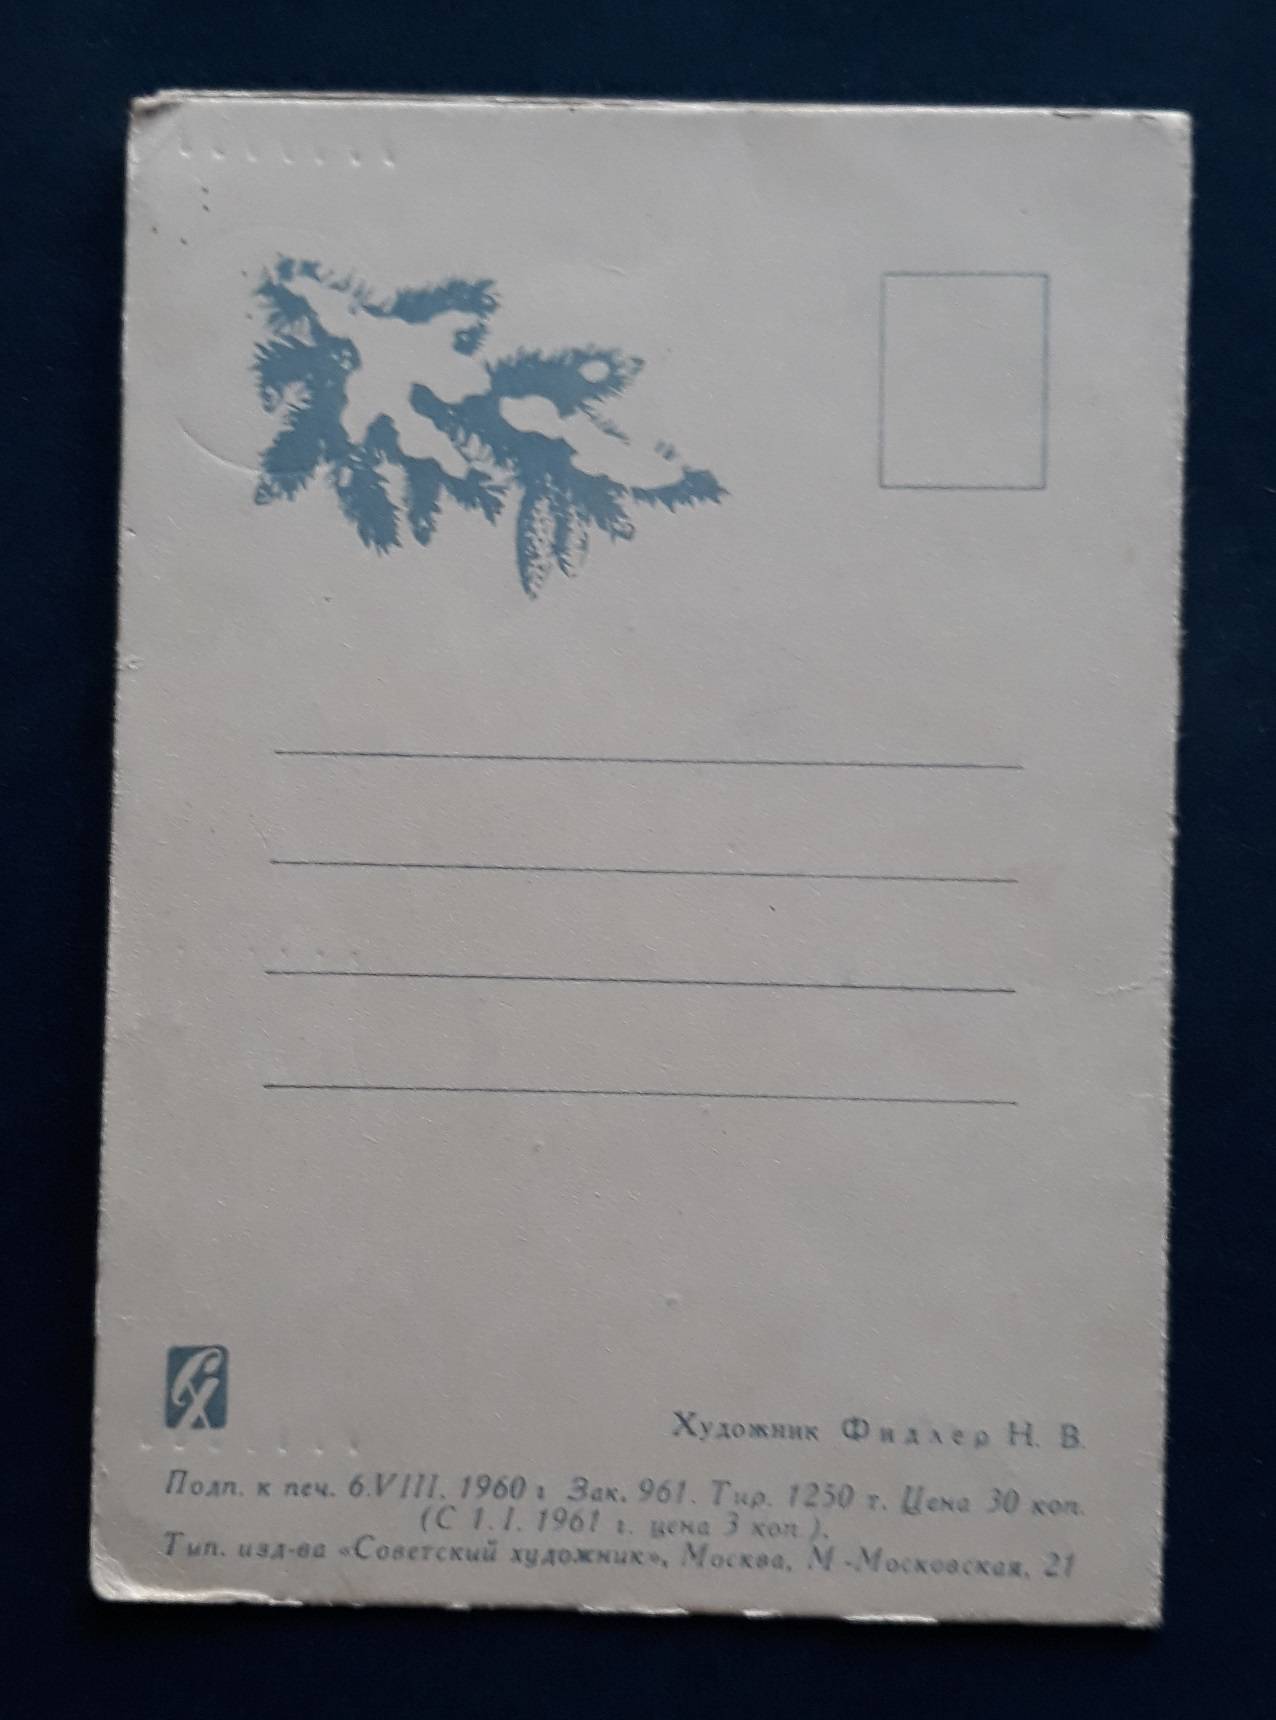 СХ
Художник Фидлер Н. В.
Подп. к печ. 6.VIII. 1960 г. Зак. 961. Тир. 1250 т. Цена 30 коп.
(С 1.I. 1961 г. цена 3 коп.).
Тип. изд-ва «Советский художник», Москва, М.-Московская, 21